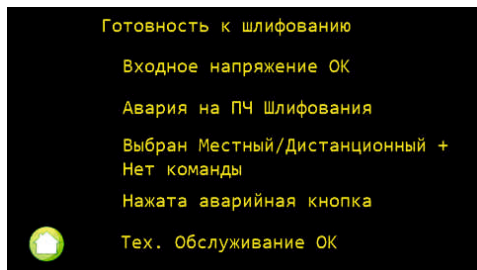 Готовность к шлифованию
Входное напряжение ОК
Авария на ПЧ Шлифования
Выбран Местный/Дистанционный +
Нет команды
Нажата аварийная кнопка
Тех. Обслуживание ОК